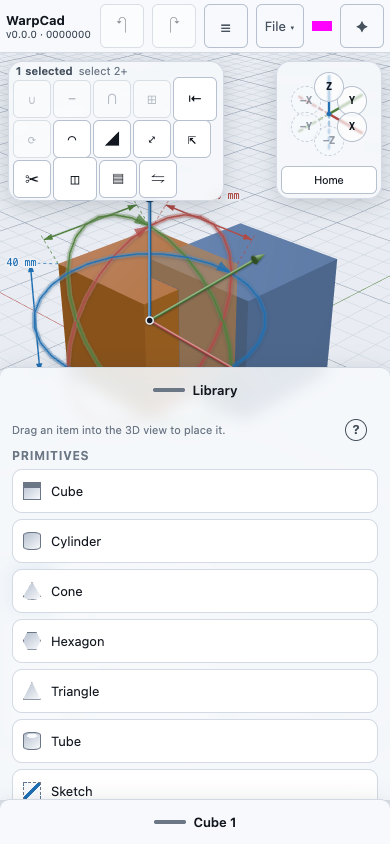 WarpCad
v0.0.0 · 0000000
File
1 selected select 2+
Z
-X
Y
-Y
X
-Z
Home
mm
40 mm
Library
Drag an item into the 3D view to place it.
?
PRIMITIVES
Cube
Cylinder
Cone
Hexagon
Triangle
Tube
Sketch
Cube 1